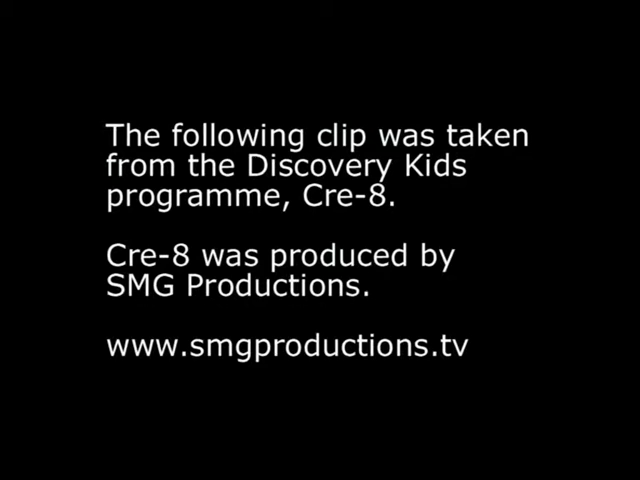 The following clip was taken
from the Discovery Kids
programme, Cre-8.
Cre-8 was produced by
SMG Productions.
www.smgproductions.tv